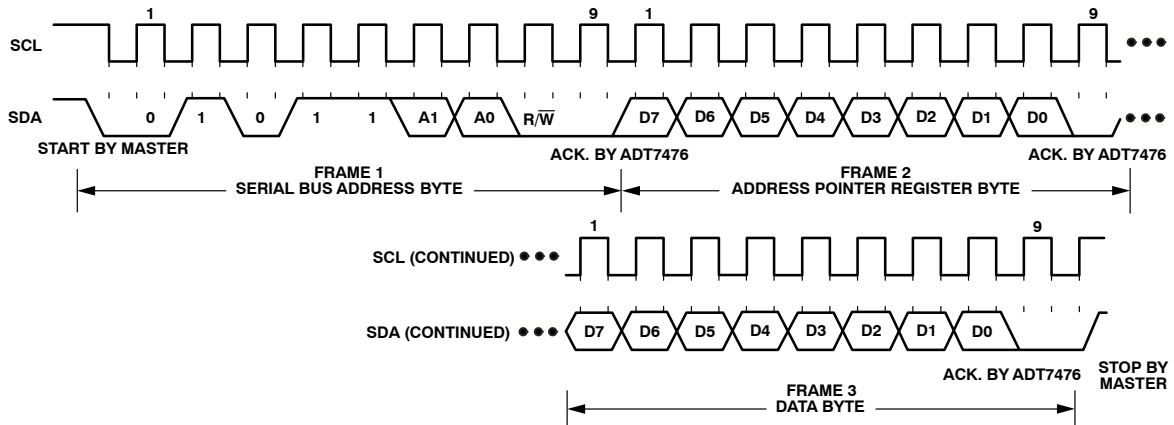 1 9 1 9
SCL
SDA 0 1 0 1 1 A1 A0 R/W̅ D7 D6 D5 D4 D3 D2 D1 D0
START BY MASTER ACK. BY ADT7476 ACK. BY ADT7476
FRAME 1 FRAME 2
SERIAL BUS ADDRESS BYTE ADDRESS POINTER REGISTER BYTE
1 9
SCL (CONTINUED)
SDA (CONTINUED) D7 D6 D5 D4 D3 D2 D1 D0
ACK. BY ADT7476 STOP BY
MASTER
FRAME 3
DATA BYTE